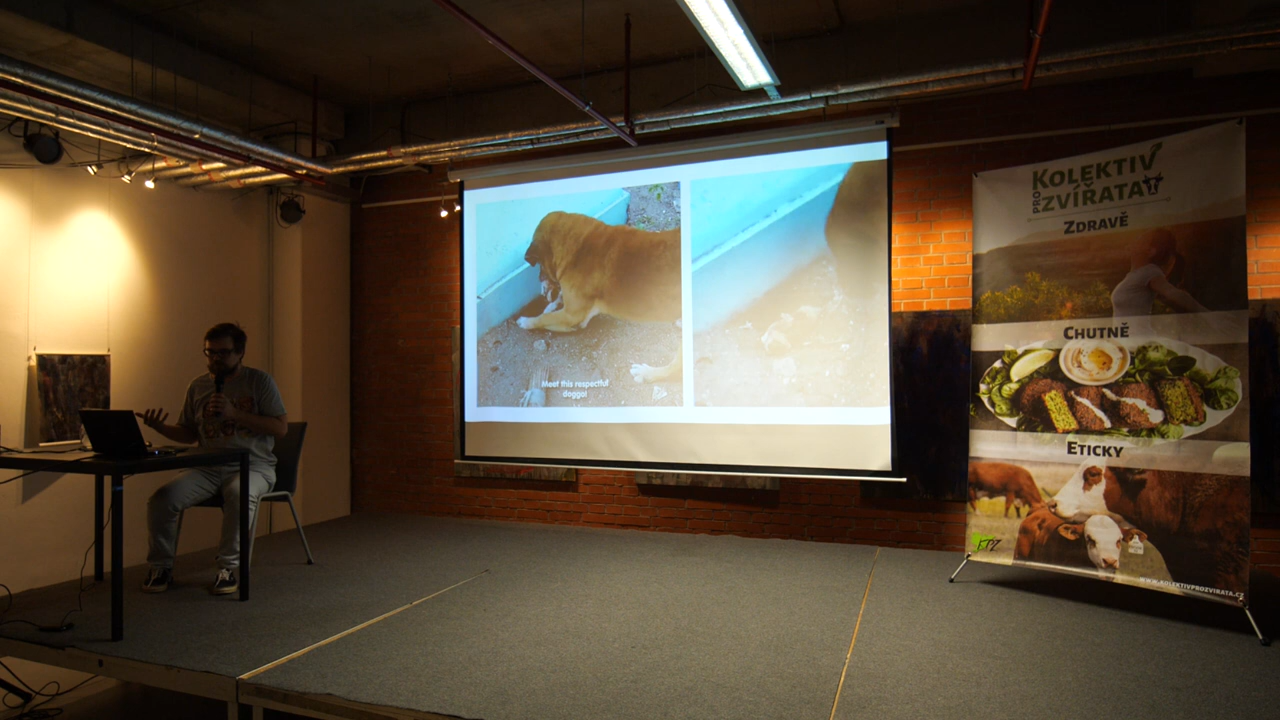 Meet this respectful
doggo!
KOLEKTIV
PRO
ZVÍŘATA
ZDRAVĚ
CHUTNĚ
ETICKY
KPZ
WWW.KOLEKTIVPROZVIRATA.CZ